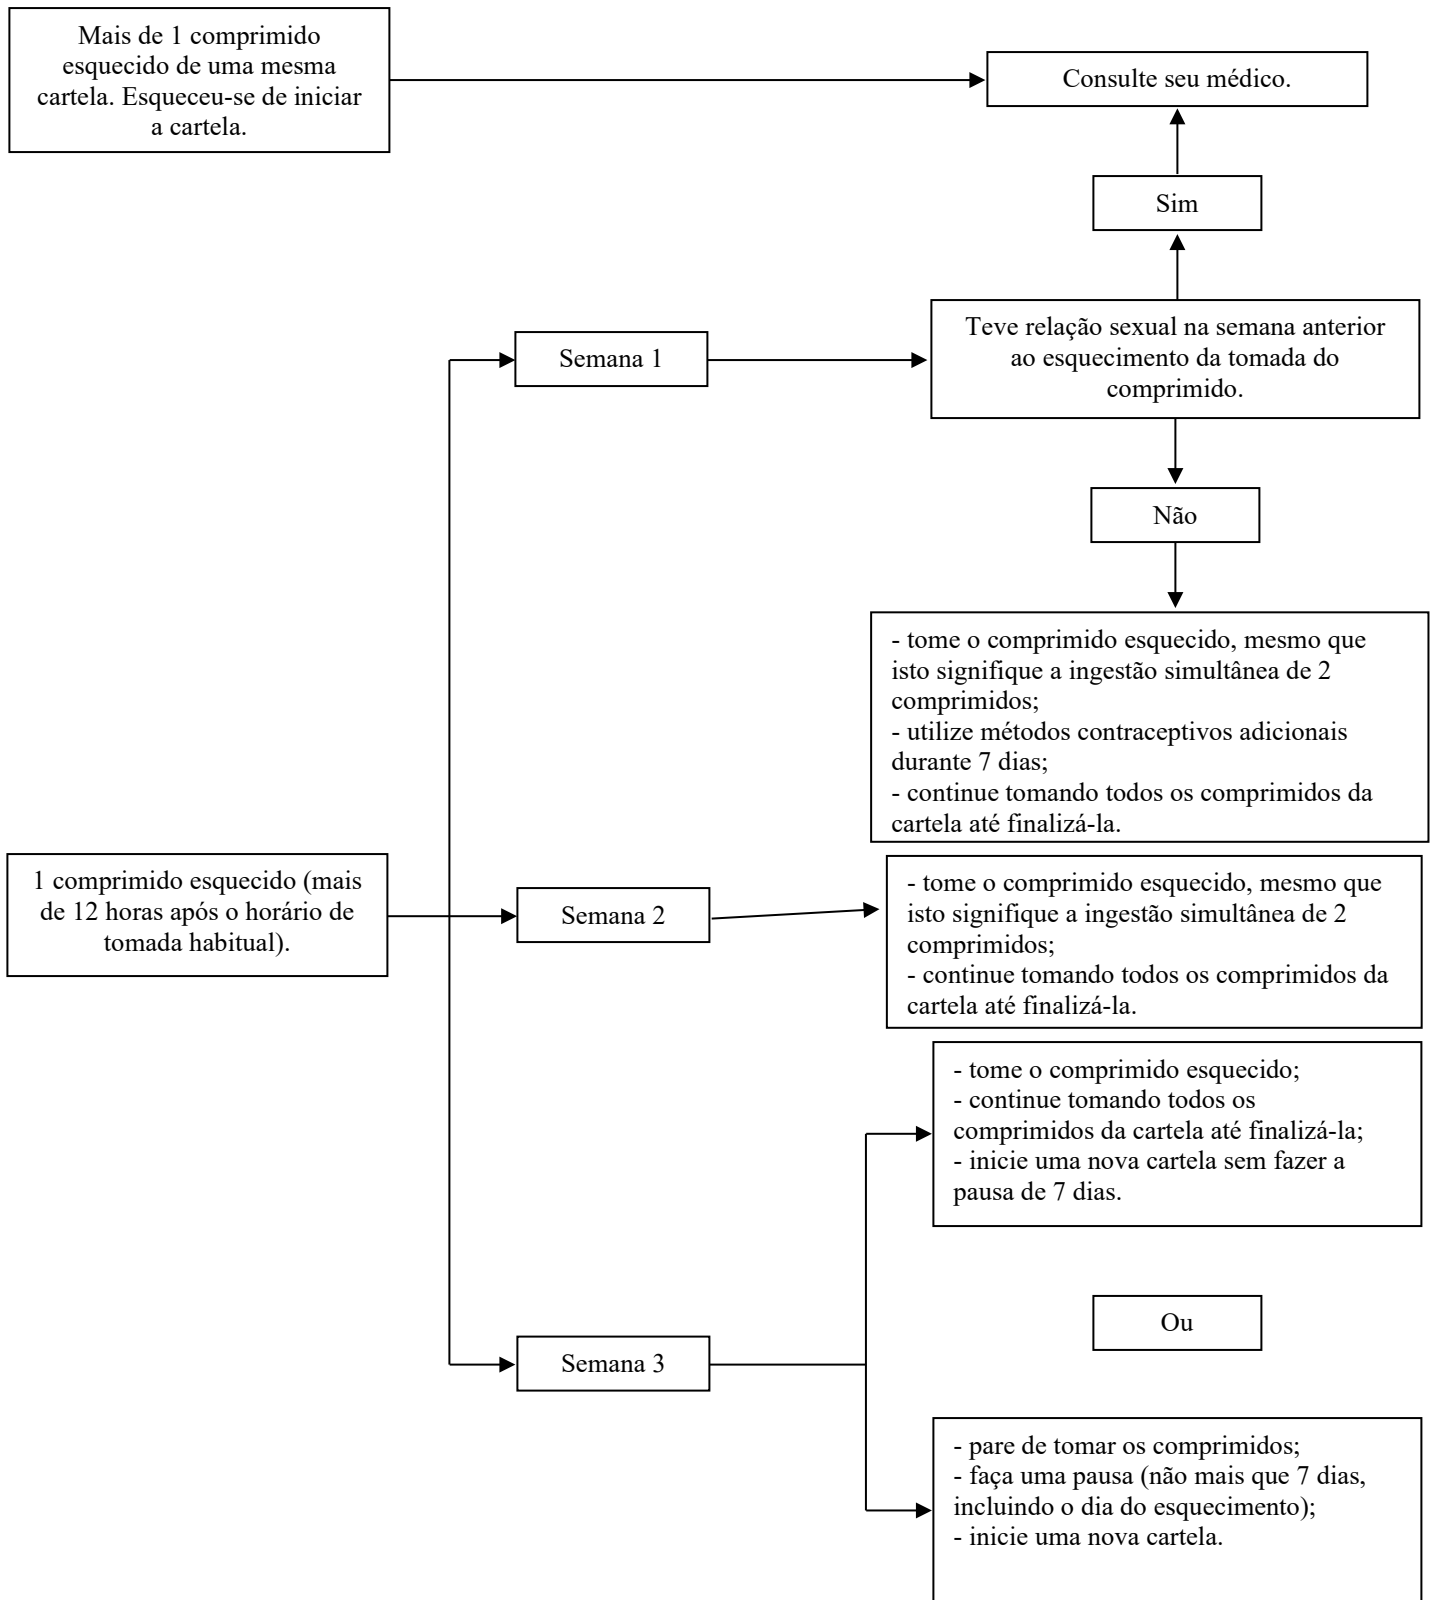 Mais de 1 comprimido
esquecido de uma mesma
cartela. Esqueceu-se de iniciar
a cartela.
Consulte seu médico.
Sim
Teve relação sexual na semana anterior
ao esquecimento da tomada do
comprimido.
Semana 1
Não
- tome o comprimido esquecido, mesmo que
isto signifique a ingestão simultânea de 2
comprimidos;
- utilize métodos contraceptivos adicionais
durante 7 dias;
- continue tomando todos os comprimidos da
cartela até finalizá-la.
1 comprimido esquecido (mais
de 12 horas após o horário de
tomada habitual).
Semana 2
- tome o comprimido esquecido, mesmo que
isto signifique a ingestão simultânea de 2
comprimidos;
- continue tomando todos os comprimidos da
cartela até finalizá-la.
- tome o comprimido esquecido;
- continue tomando todos os
comprimidos da cartela até finalizá-la;
- inicie uma nova cartela sem fazer a
pausa de 7 dias.
Ou
Semana 3
- pare de tomar os comprimidos;
- faça uma pausa (não mais que 7 dias,
incluindo o dia do esquecimento);
- inicie uma nova cartela.